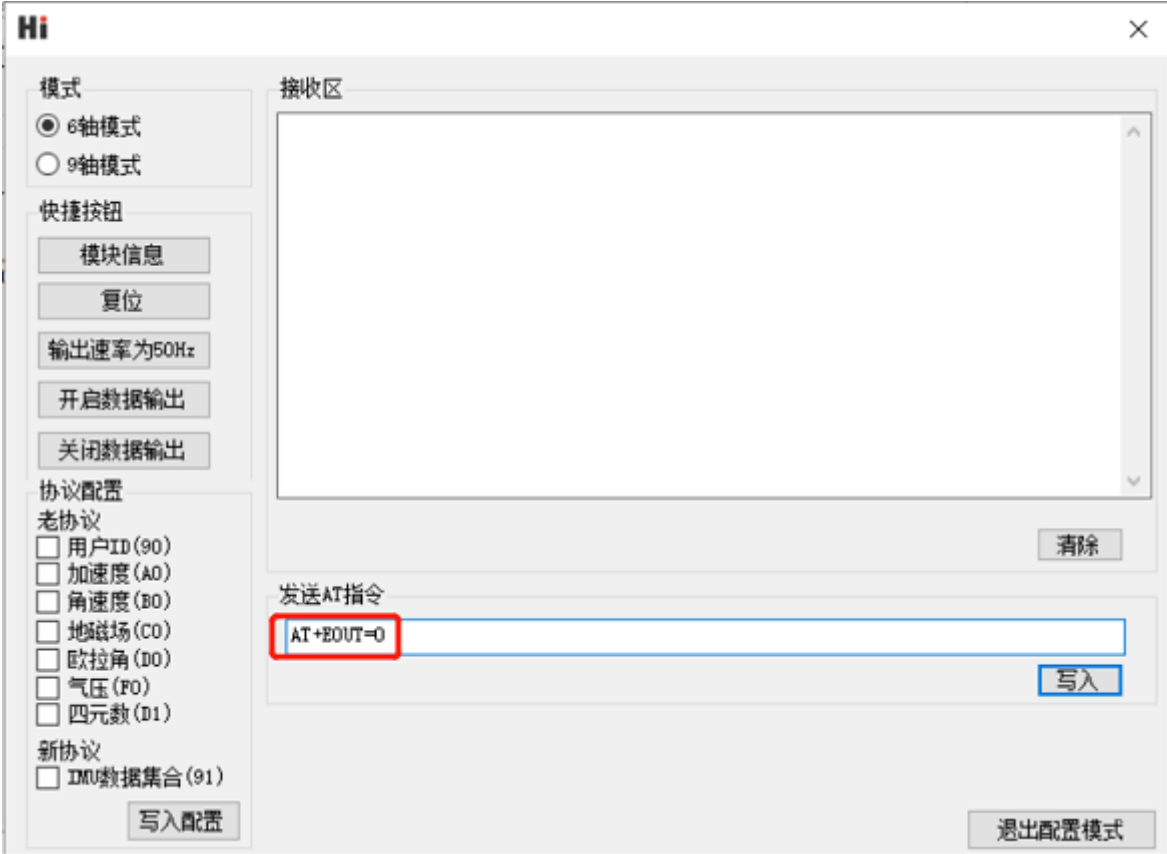 Hi
模式
6轴模式
9轴模式
快捷按钮
模块信息
复位
输出速率为50Hz
开启数据输出
关闭数据输出
协议配置
老协议
用户ID(90)
加速度(A0)
角速度(B0)
地磁场(C0)
欧拉角(D0)
气压(F0)
四元数(D1)
新协议
IMU数据集合(91)
写入配置
接收区
清除
发送AT指令
AT+EOUT=0
写入
退出配置模式